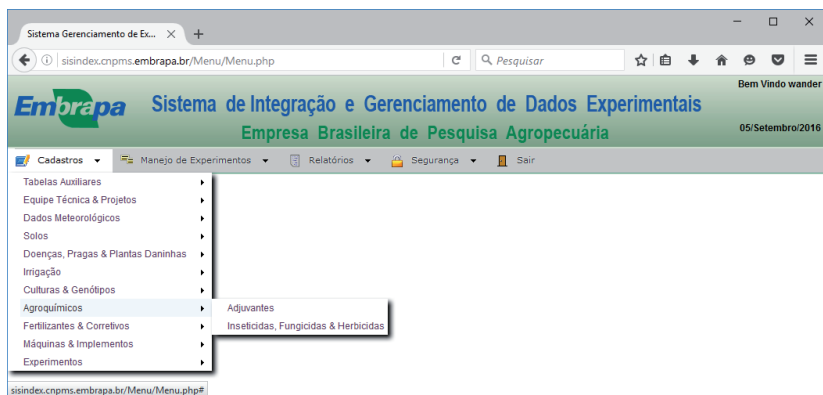 Sistema Gerenciamento de Ex...
sisindex.cnpms.embrapa.br/Menu/Menu.php
Pesquisar
Bem Vindo wander
Embrapa
Sistema de Integração e Gerenciamento de Dados Experimentais
Empresa Brasileira de Pesquisa Agropecuária
05/Setembro/2016
Cadastros Manejo de Experimentos Relatórios Segurança Sair
Tabelas Auxiliares
Equipe Técnica & Projetos
Dados Meteorológicos
Solos
Doenças, Pragas & Plantas Daninhas
Irrigação
Culturas & Genótipos
Agroquímicos Adjuvantes
Fertilizantes & Corretivos Inseticidas, Fungicidas & Herbicidas
Máquinas & Implementos
Experimentos
sisindex.cnpms.embrapa.br/Menu/Menu.php#